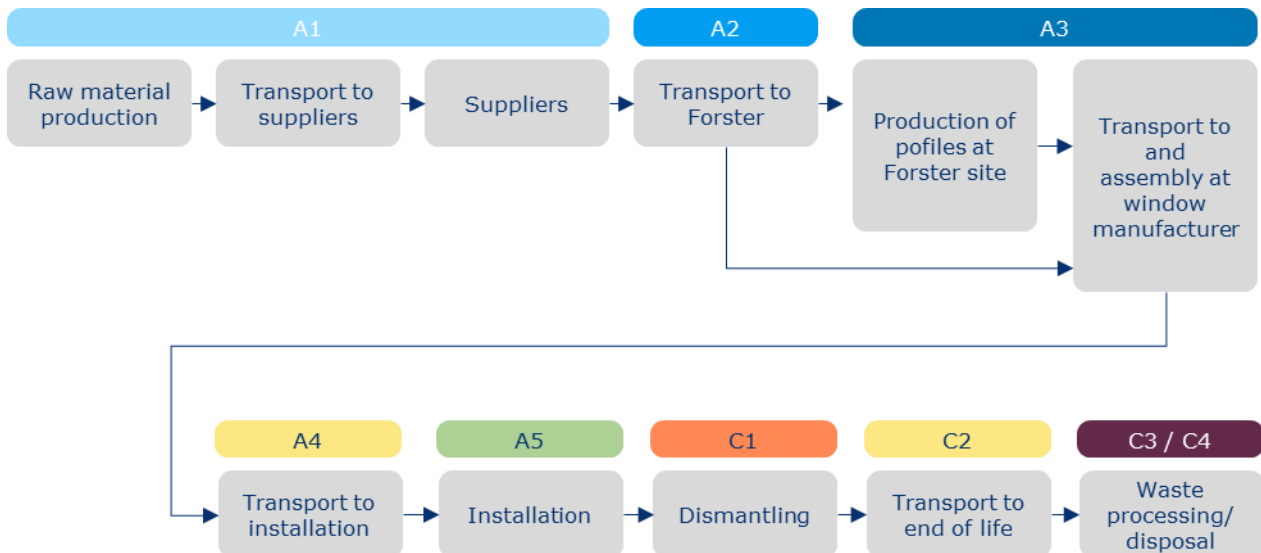 A1
A2
A3
Raw material
production
Transport to
suppliers
Suppliers
Transport to
Forster
Production of
pofiles at
Forster site
Transport to
and
assembly at
window
manufacturer
A4
A5
C1
C2
C3 / C4
Transport to
installation
Installation
Dismantling
Transport to
end of life
Waste
processing/
disposal